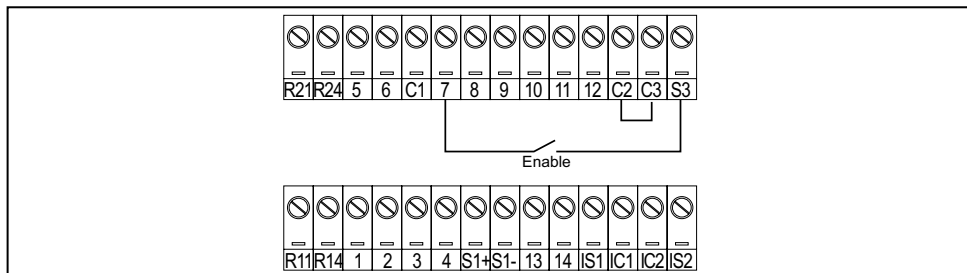 R21 R24 5 6 C1 7 8 9 10 11 12 C2 C3 S3
Enable
R11 R14 1 2 3 4 S1+ S1- 13 14 IS1 IC1 IC2 IS2